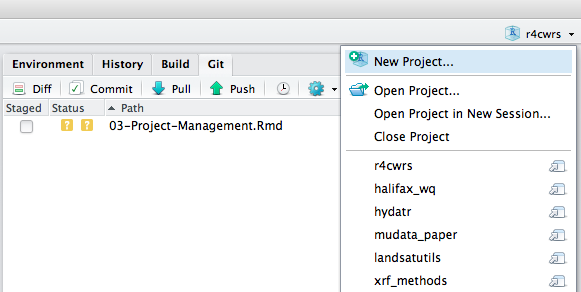 r4cwrs
Environment History Build Git
New Project...
Diff Commit Pull Push
Open Project...
Staged Status Path
Open Project in New Session...
? ? 03-Project-Management.Rmd
Close Project
r4cwrs
halifax_wq
hydatr
mudata_paper
landsatutils
xrf_methods